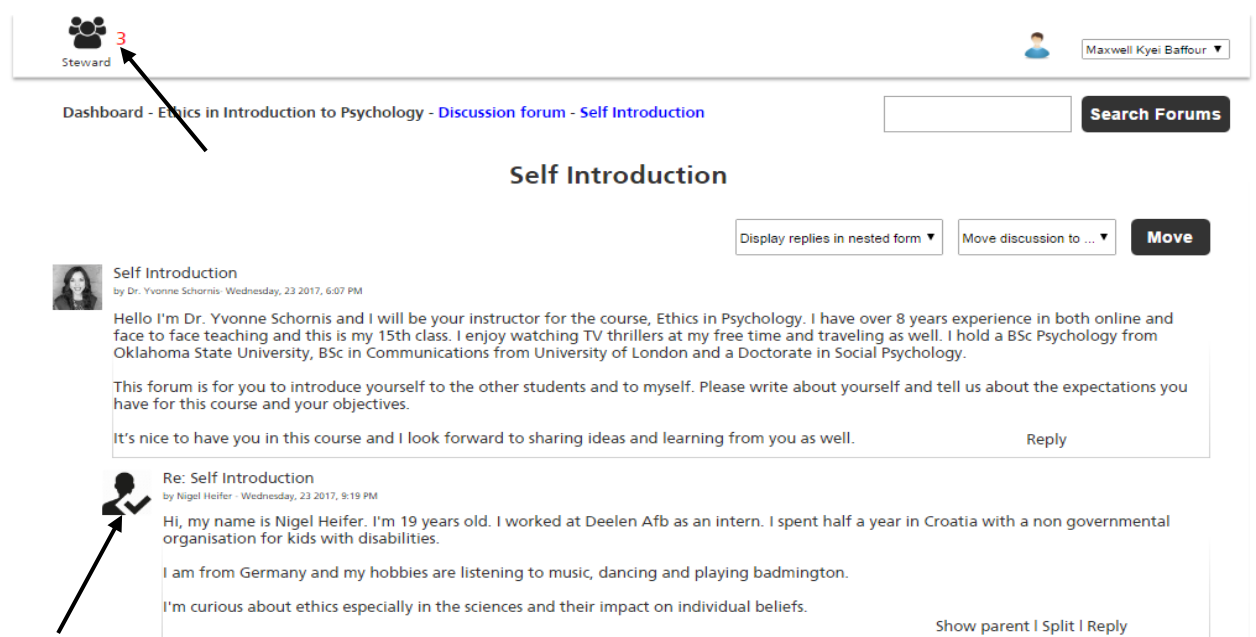 3
Steward
Maxwell Kyei Baffour ▼
Dashboard - Ethics in Introduction to Psychology - Discussion forum - Self Introduction
Search Forums
Self Introduction
Display replies in nested form ▼
Move discussion to ... ▼
Move
Self Introduction
by Dr. Yvonne Schornis- Wednesday, 23 2017, 6:07 PM
Hello I'm Dr. Yvonne Schornis and I will be your instructor for the course, Ethics in Psychology. I have over 8 years experience in both online and
face to face teaching and this is my 15th class. I enjoy watching TV thrillers at my free time and traveling as well. I hold a BSc Psychology from
Oklahoma State University, BSc in Communications from University of London and a Doctorate in Social Psychology.
This forum is for you to introduce yourself to the other students and to myself. Please write about yourself and tell us about the expectations you
have for this course and your objectives.
It's nice to have you in this course and I look forward to sharing ideas and learning from you as well.
Reply
Re: Self Introduction
by Nigel Heifer - Wednesday, 23 2017, 9:19 PM
Hi, my name is Nigel Heifer. I'm 19 years old. I worked at Deelen Afb as an intern. I spent half a year in Croatia with a non governmental
organisation for kids with disabilities.
I am from Germany and my hobbies are listening to music, dancing and playing badmington.
I'm curious about ethics especially in the sciences and their impact on individual beliefs.
Show parent l Split l Reply